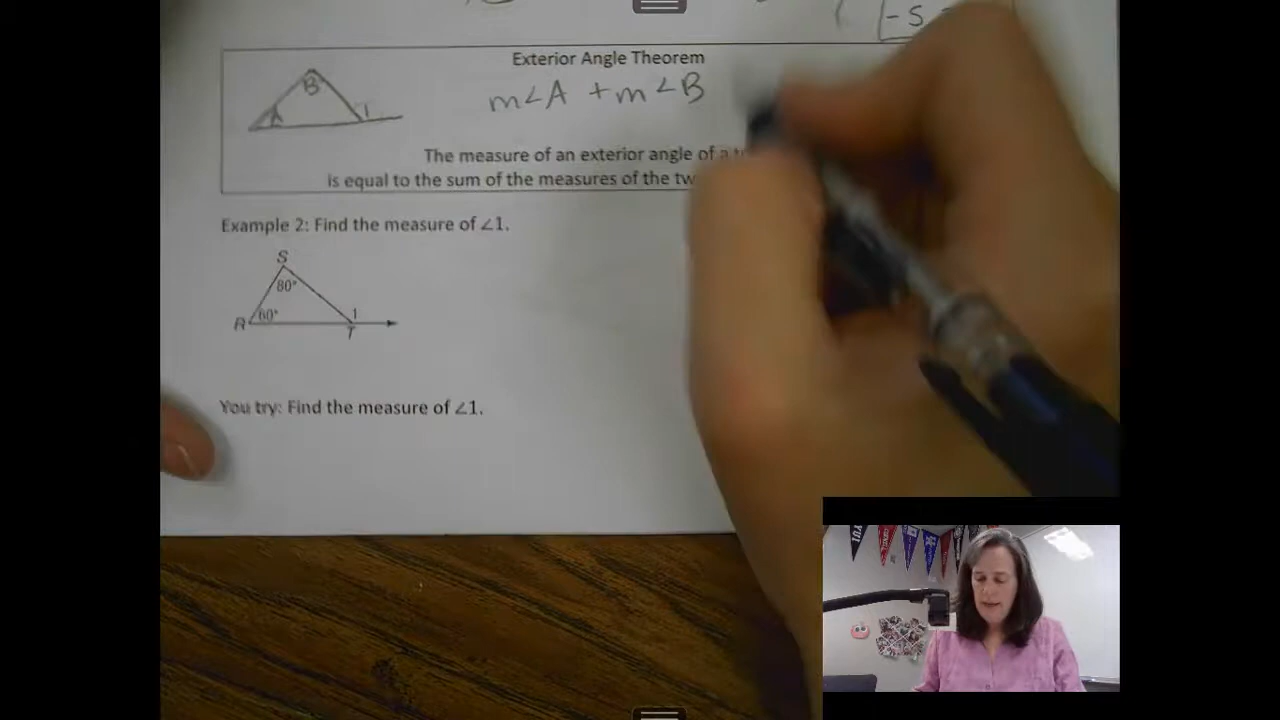 - 5
Exterior Angle Theorem
B
A
1
m∠A + m∠B
The measure of an exterior angle of a
is equal to the sum of the measures of the
Example 2: Find the measure of ∠1.
S
80°
R
60°
1
T
You try: Find the measure of ∠1.